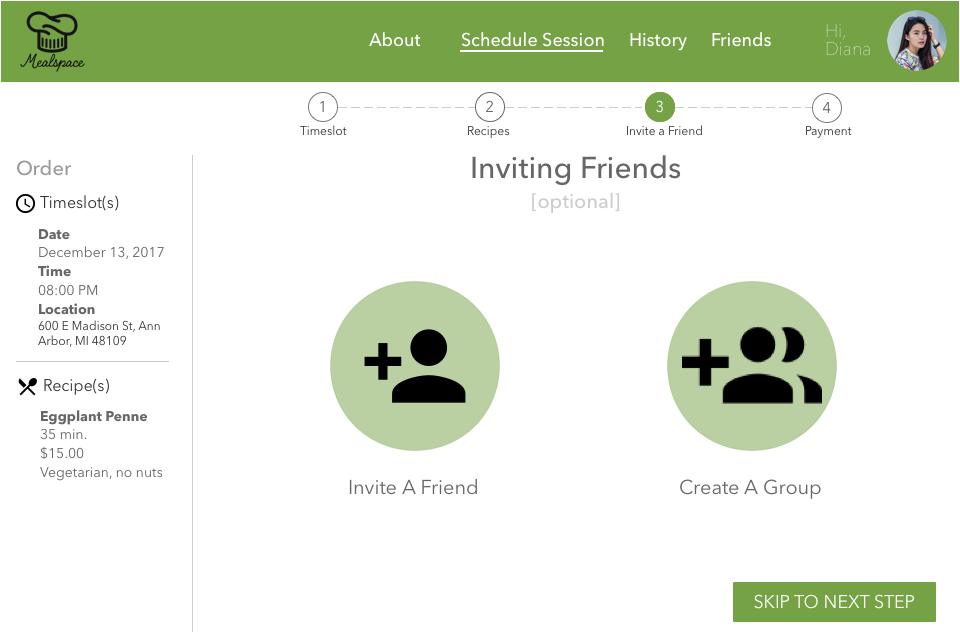 Mealspace
About
Schedule Session
History
Friends
Hi,
Diana
1
2
3
4
Timeslot
Recipes
Invite a Friend
Payment
Order
Timeslot(s)
Date
December 13, 2017
Time
08:00 PM
Location
600 E Madison St, Ann
Arbor, MI 48109
Recipe(s)
Eggplant Penne
35 min.
$15.00
Vegetarian, no nuts
Inviting Friends
[optional]
Invite A Friend
Create A Group
SKIP TO NEXT STEP